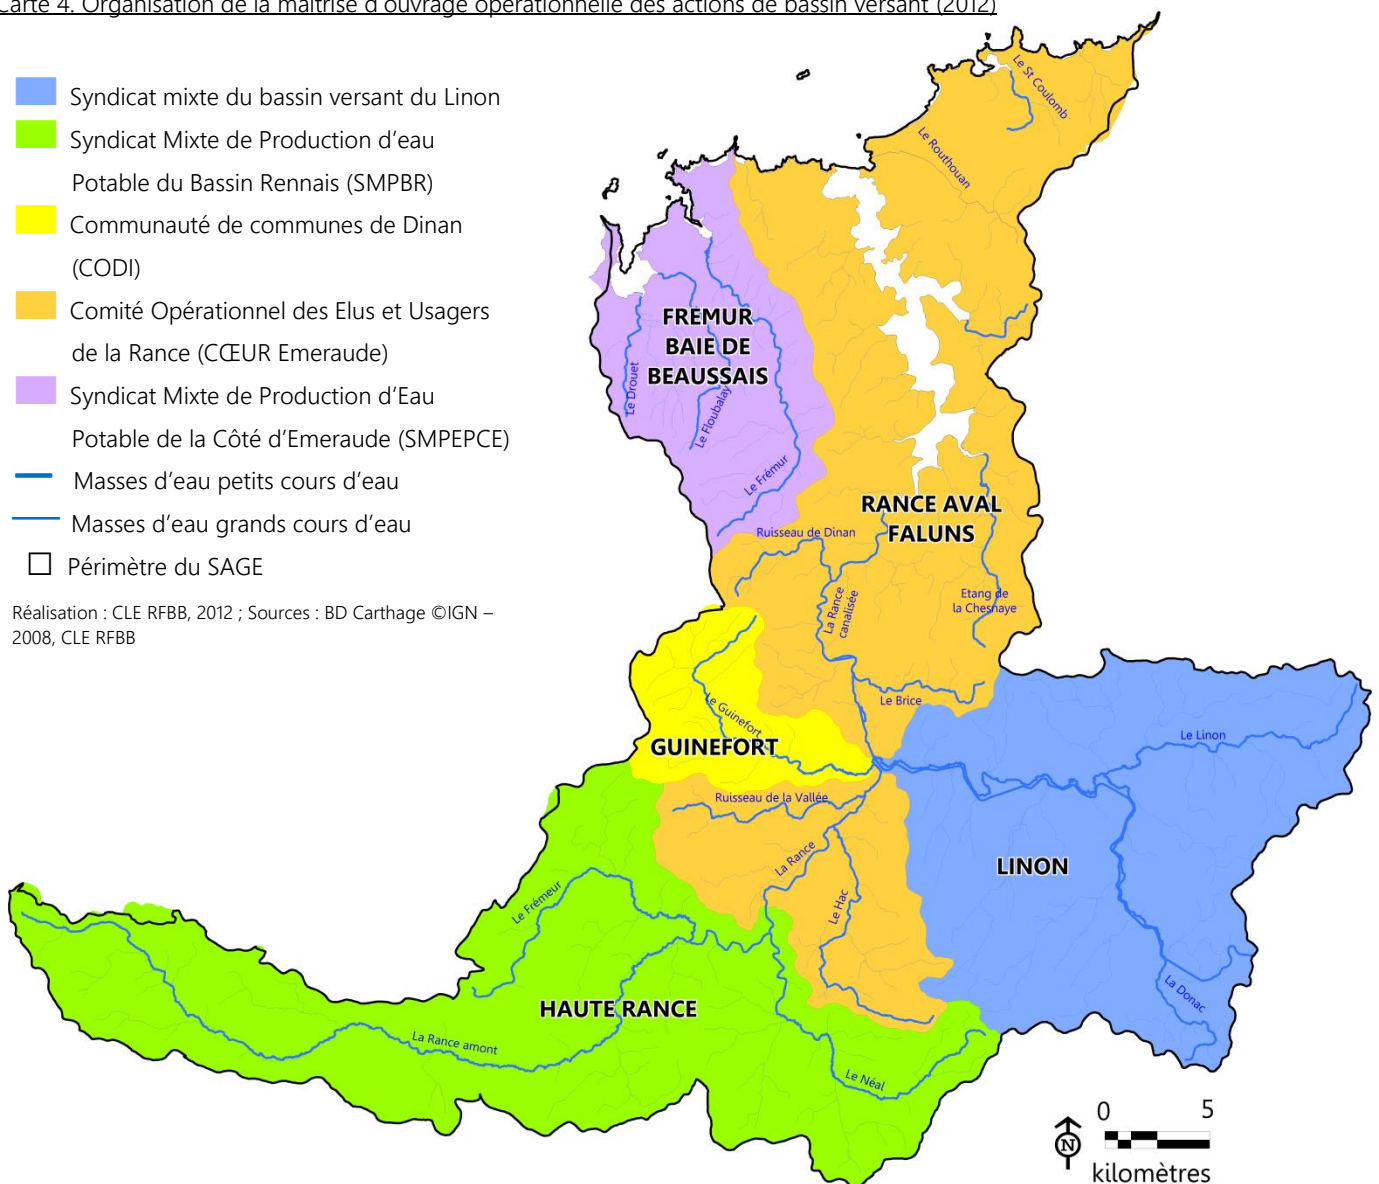 Carte 4. Organisation de la maîtrise d'ouvrage opérationnelle des actions de bassin versant (2012)
Syndicat mixte du bassin versant du Linon
Syndicat Mixte de Production d'eau
Potable du Bassin Rennais (SMPBR)
Communauté de communes de Dinan
(CODI)
Comité Opérationnel des Elus et Usagers
de la Rance (CŒUR Emeraude)
Syndicat Mixte de Production d'Eau
Potable de la Côté d'Emeraude (SMPEPCE)
Masses d'eau petits cours d'eau
Masses d'eau grands cours d'eau
Périmètre du SAGE
Réalisation : CLE RFBB, 2012 ; Sources : BD Carthage ©IGN –
2008, CLE RFBB
Le St Coulomb
Le Routhouan
FREMUR
BAIE DE
BEAUSSAIS
Le Drouet
Le Floubalay
Le Frémur
RANCE AVAL
FALUNS
Ruisseau de Dinan
La Rance
canalisée
Etang de
la Chesnaye
Le Brice
Le Guinefort
GUINEFORT
Le Linon
Ruisseau de la Vallée
La Rance
LINON
Le Hac
Le Frémeur
La Donac
HAUTE RANCE
La Rance amont
Le Néal
N
0 5
kilomètres